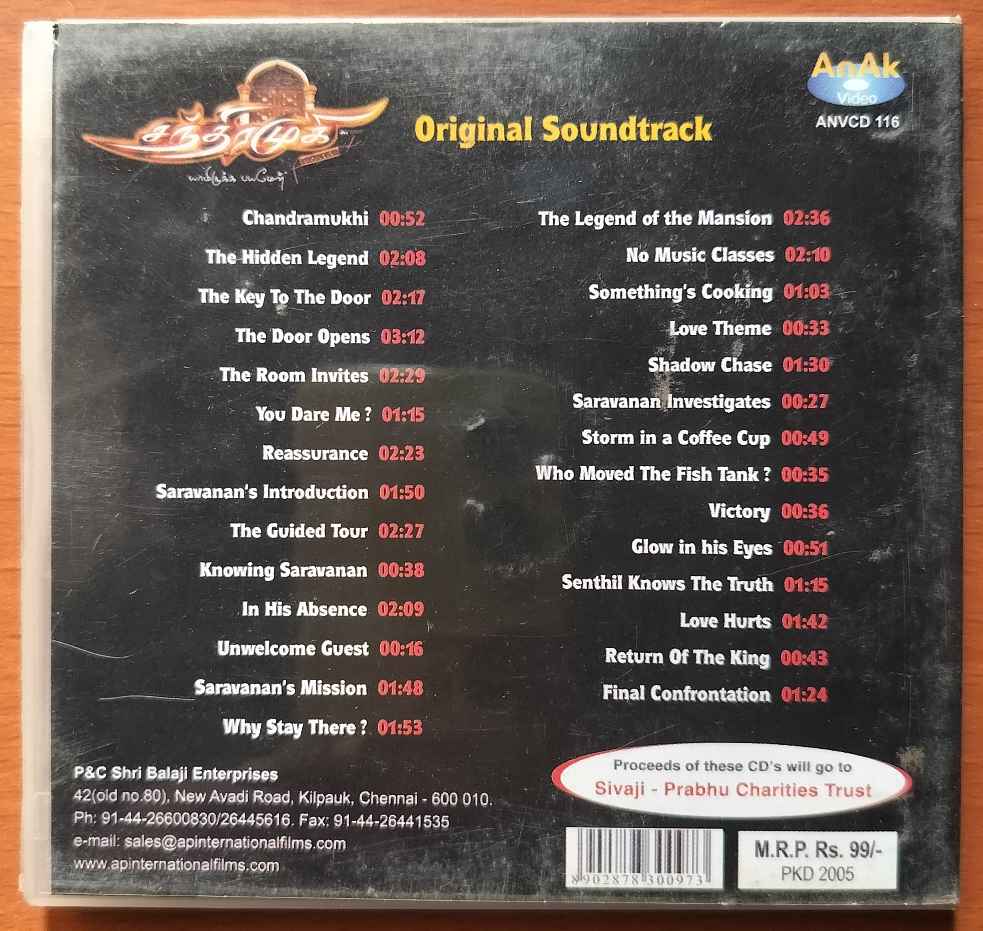 சந்திரமுகி
Original Soundtrack
AnAk
Video
ANVCD 116
Chandramukhi 00:52
The Hidden Legend 02:08
The Key To The Door 02:17
The Door Opens 03:12
The Room Invites 02:29
You Dare Me ? 01:15
Reassurance 02:23
Saravanan's Introduction 01:50
The Guided Tour 02:27
Knowing Saravanan 00:38
In His Absence 02:09
Unwelcome Guest 00:16
Saravanan's Mission 01:48
Why Stay There ? 01:53
The Legend of the Mansion 02:36
No Music Classes 02:10
Something's Cooking 01:03
Love Theme 00:33
Shadow Chase 01:30
Saravanan Investigates 00:27
Storm in a Coffee Cup 00:49
Who Moved The Fish Tank ? 00:35
Victory 00:36
Glow in his Eyes 00:51
Senthil Knows The Truth 01:15
Love Hurts 01:42
Return Of The King 00:43
Final Confrontation 01:24
P&C Shri Balaji Enterprises
42(old no.80), New Avadi Road, Kilpauk, Chennai - 600 010.
Ph: 91-44-26600830/26445616. Fax: 91-44-26441535
e-mail: sales@apinternationalfilms.com
www.apinternationalfilms.com
Proceeds of these CD's will go to
Sivaji - Prabhu Charities Trust
8902878300973
M.R.P. Rs. 99/-
PKD 2005